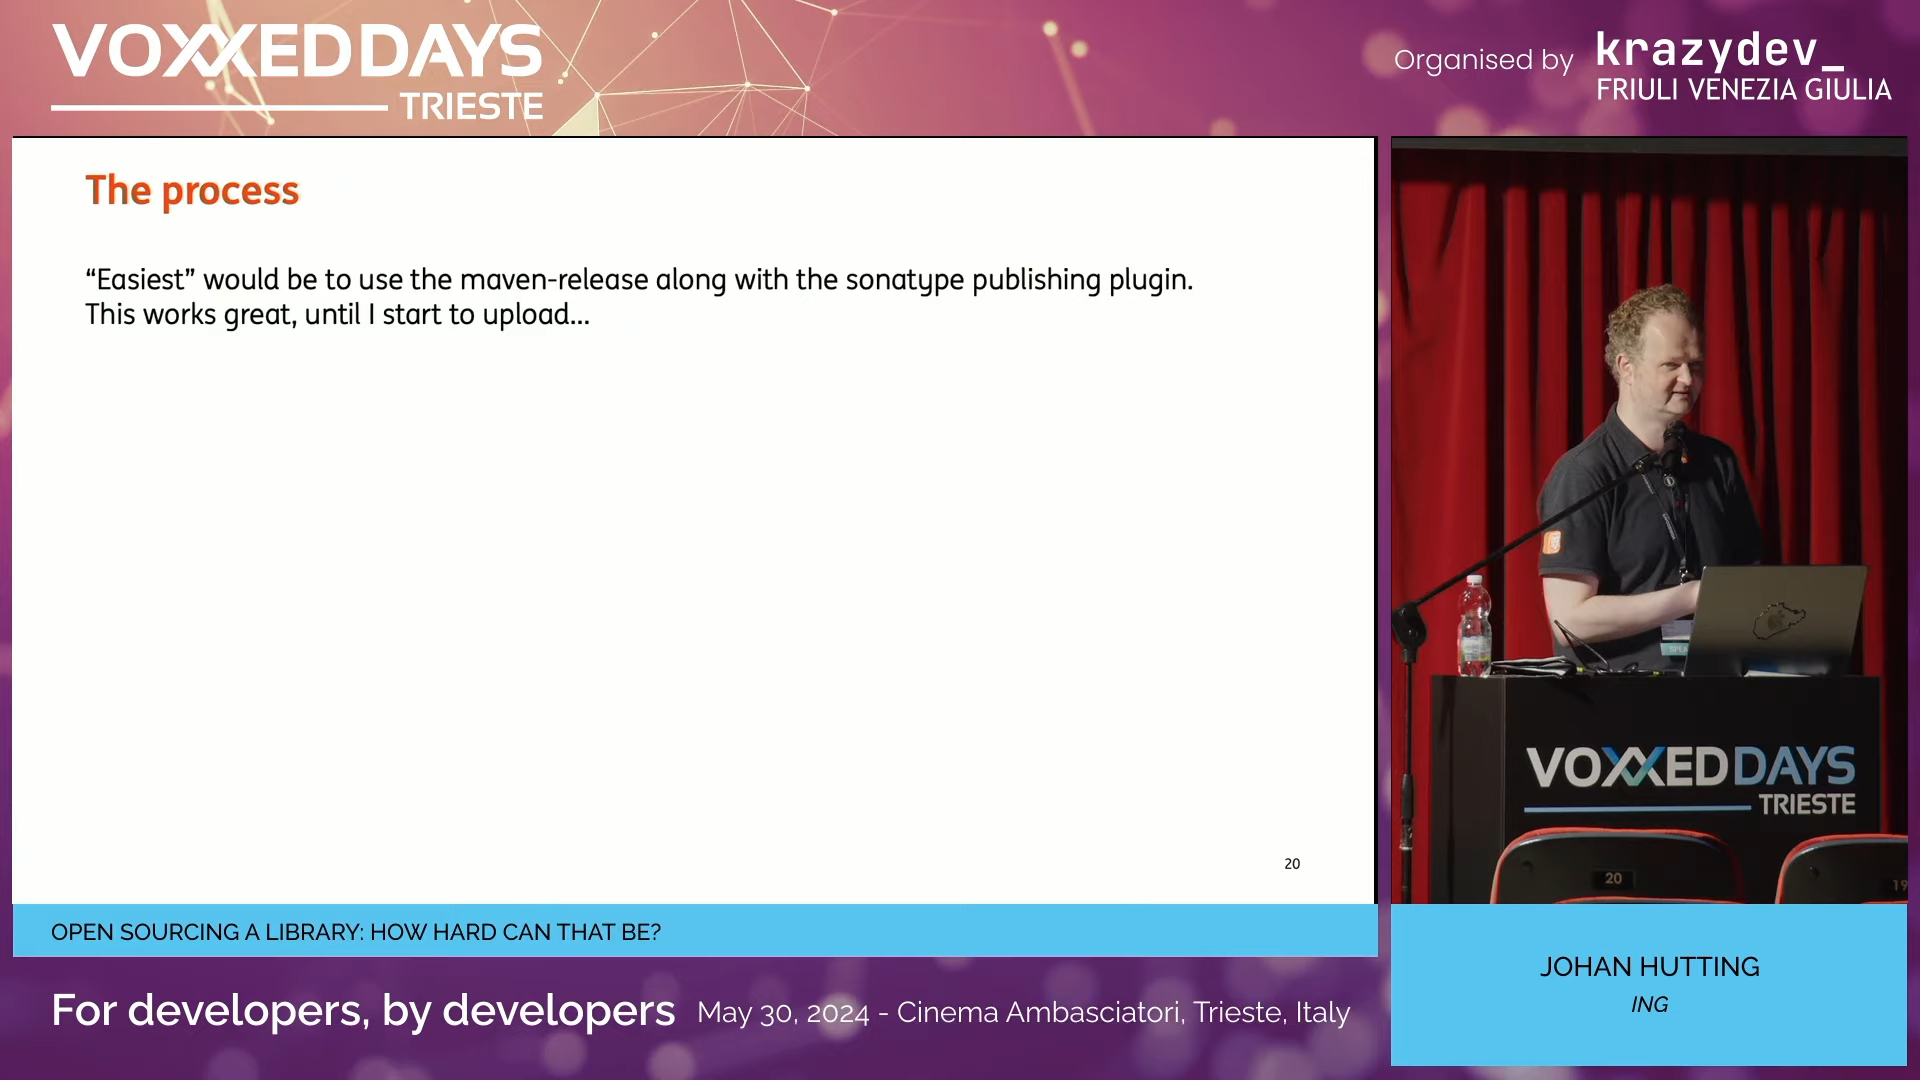 VOXXEDDAYS
TRIESTE
Organised by krazydev_
FRIULI VENEZIA GIULIA
The process
“Easiest” would be to use the maven-release along with the sonatype publishing plugin.
This works great, until I start to upload...
20
OPEN SOURCING A LIBRARY: HOW HARD CAN THAT BE?
For developers, by developers May 30, 2024 - Cinema Ambasciatori, Trieste, Italy
VOXXEDDAYS
TRIESTE
20
19
JOHAN HUTTING
ING